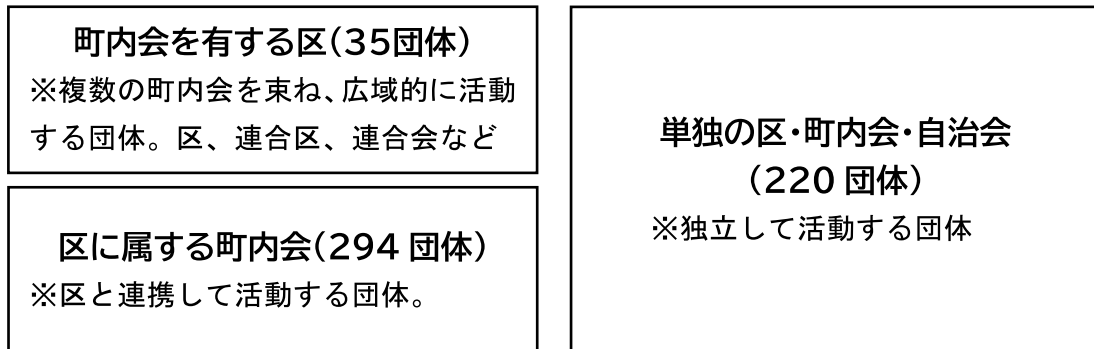 町内会を有する区(35団体)
※複数の町内会を束ね、広域的に活動
する団体。区、連合区、連合会など
区に属する町内会(294 団体)
※区と連携して活動する団体。
単独の区・町内会・自治会
(220 団体)
※独立して活動する団体